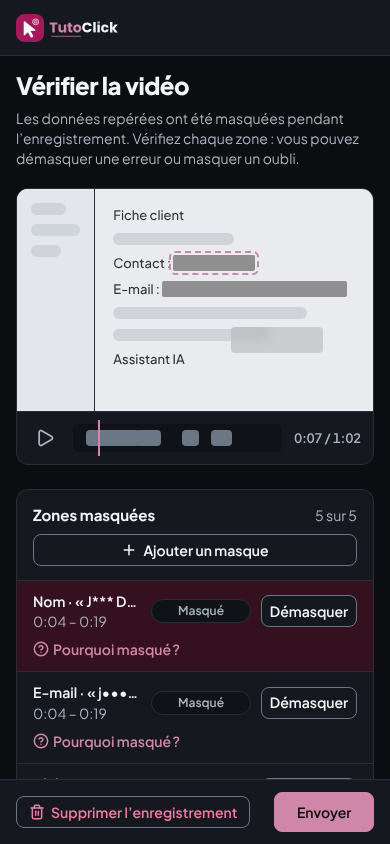 TutoClick
Vérifier la vidéo
Les données repérées ont été masquées pendant
l'enregistrement. Vérifiez chaque zone : vous pouvez
démasquer une erreur ou masquer un oubli.
Fiche client
Contact :
E-mail :
Assistant IA
0:07 / 1:02
Zones masquées
5 sur 5
+ Ajouter un masque
Nom · « J*** D...
Masqué
Démasquer
0:04 – 0:19
Pourquoi masqué ?
E-mail · « j•••...
Masqué
Démasquer
0:04 – 0:19
Pourquoi masqué ?
Supprimer l'enregistrement
Envoyer